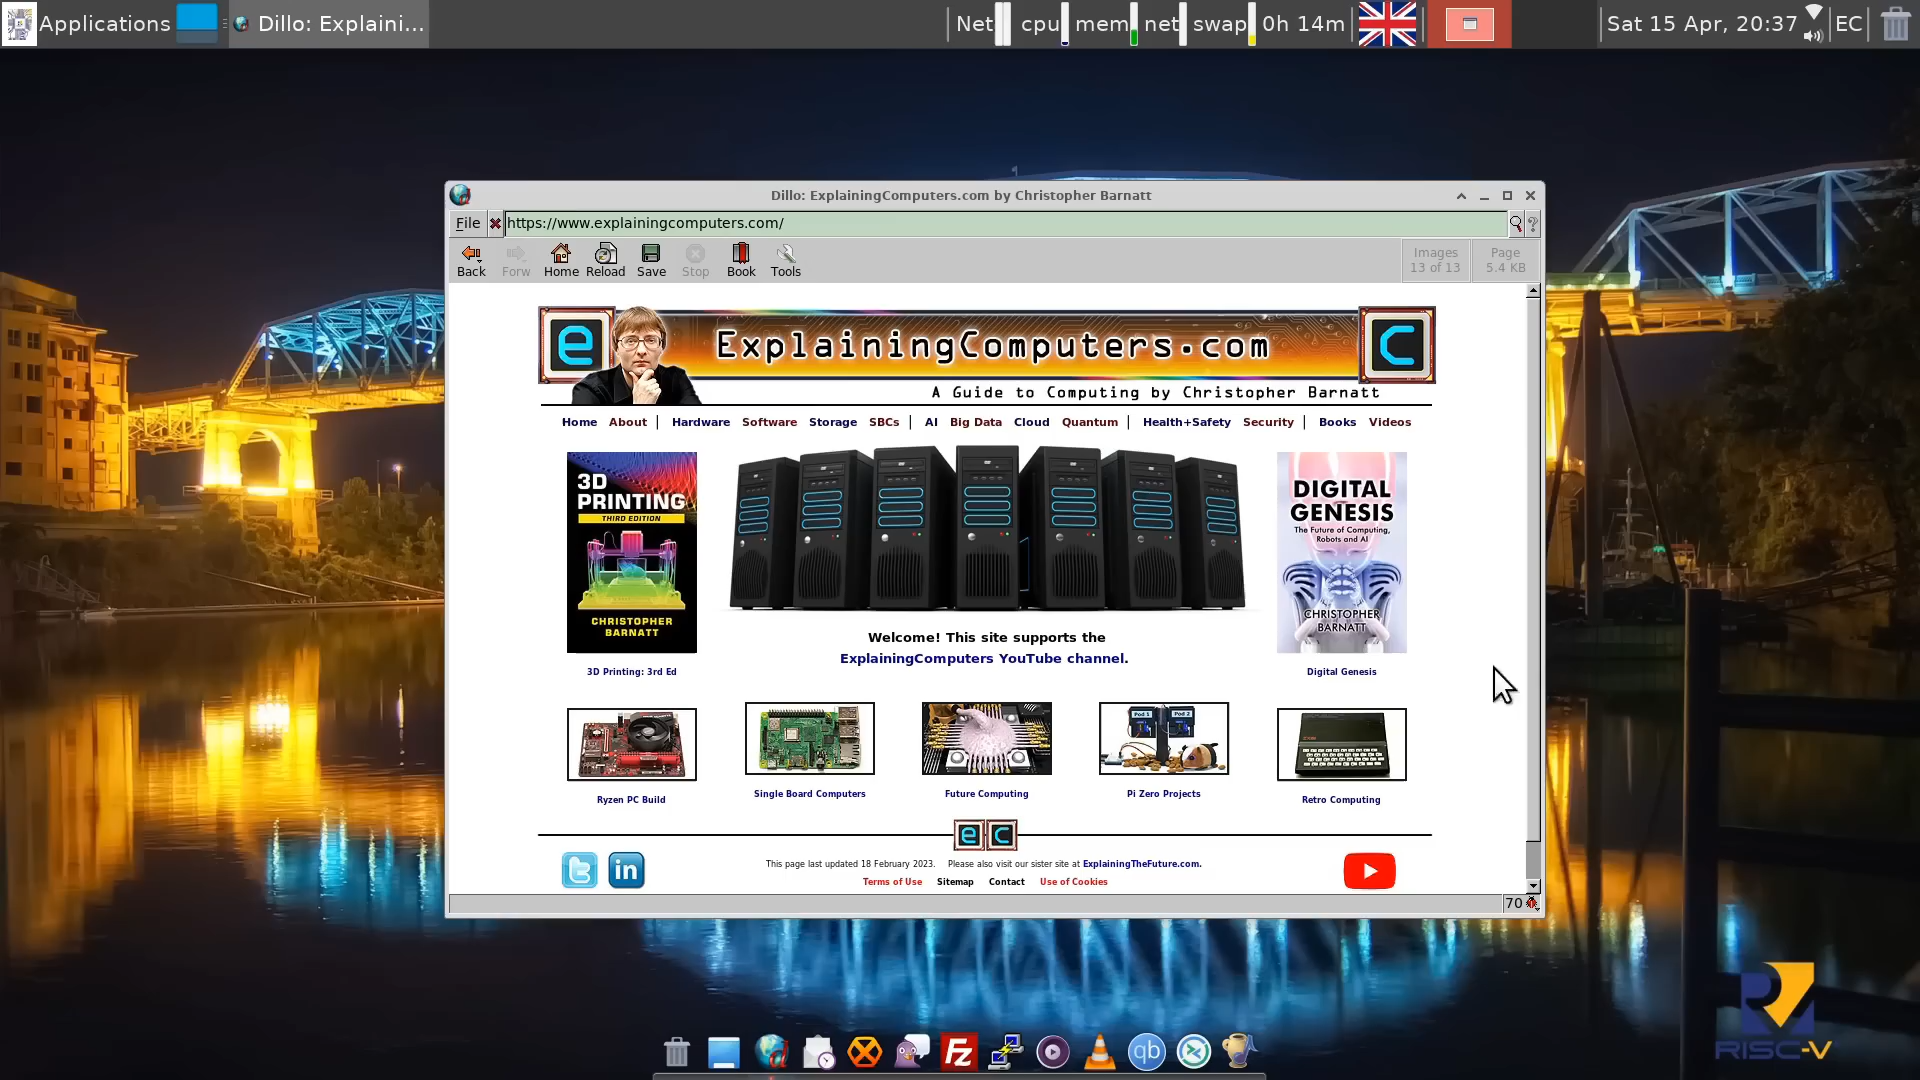 Applications
Dillo: Explaini...
Net cpu mem net swap 0h 14m
Sat 15 Apr, 20:37
EC
Dillo: ExplainingComputers.com by Christopher Barnatt
File
https://www.explainingcomputers.com/
?
Back Forw Home Reload Save Stop Book Tools
Images
13 of 13
Page
5.4 KB
e
ExplainingComputers.com
c
A Guide to Computing by Christopher Barnatt
Home About | Hardware Software Storage SBCs | AI Big Data Cloud Quantum | Health+Safety Security | Books Videos
3D
PRINTING
THIRD EDITION
CHRISTOPHER
BARNATT
3D Printing: 3rd Ed
DIGITAL
GENESIS
The Future of Computing,
Robots and AI
CHRISTOPHER
BARNATT
Digital Genesis
Welcome! This site supports the
ExplainingComputers YouTube channel.
Pod 1 Pod 2
Ryzen PC Build
Single Board Computers
Future Computing
Pi Zero Projects
Retro Computing
e c
in
This page last updated 18 February 2023. Please also visit our sister site at ExplainingTheFuture.com.
Terms of Use Sitemap Contact Use of Cookies
70
Fz
qb
RISC-V